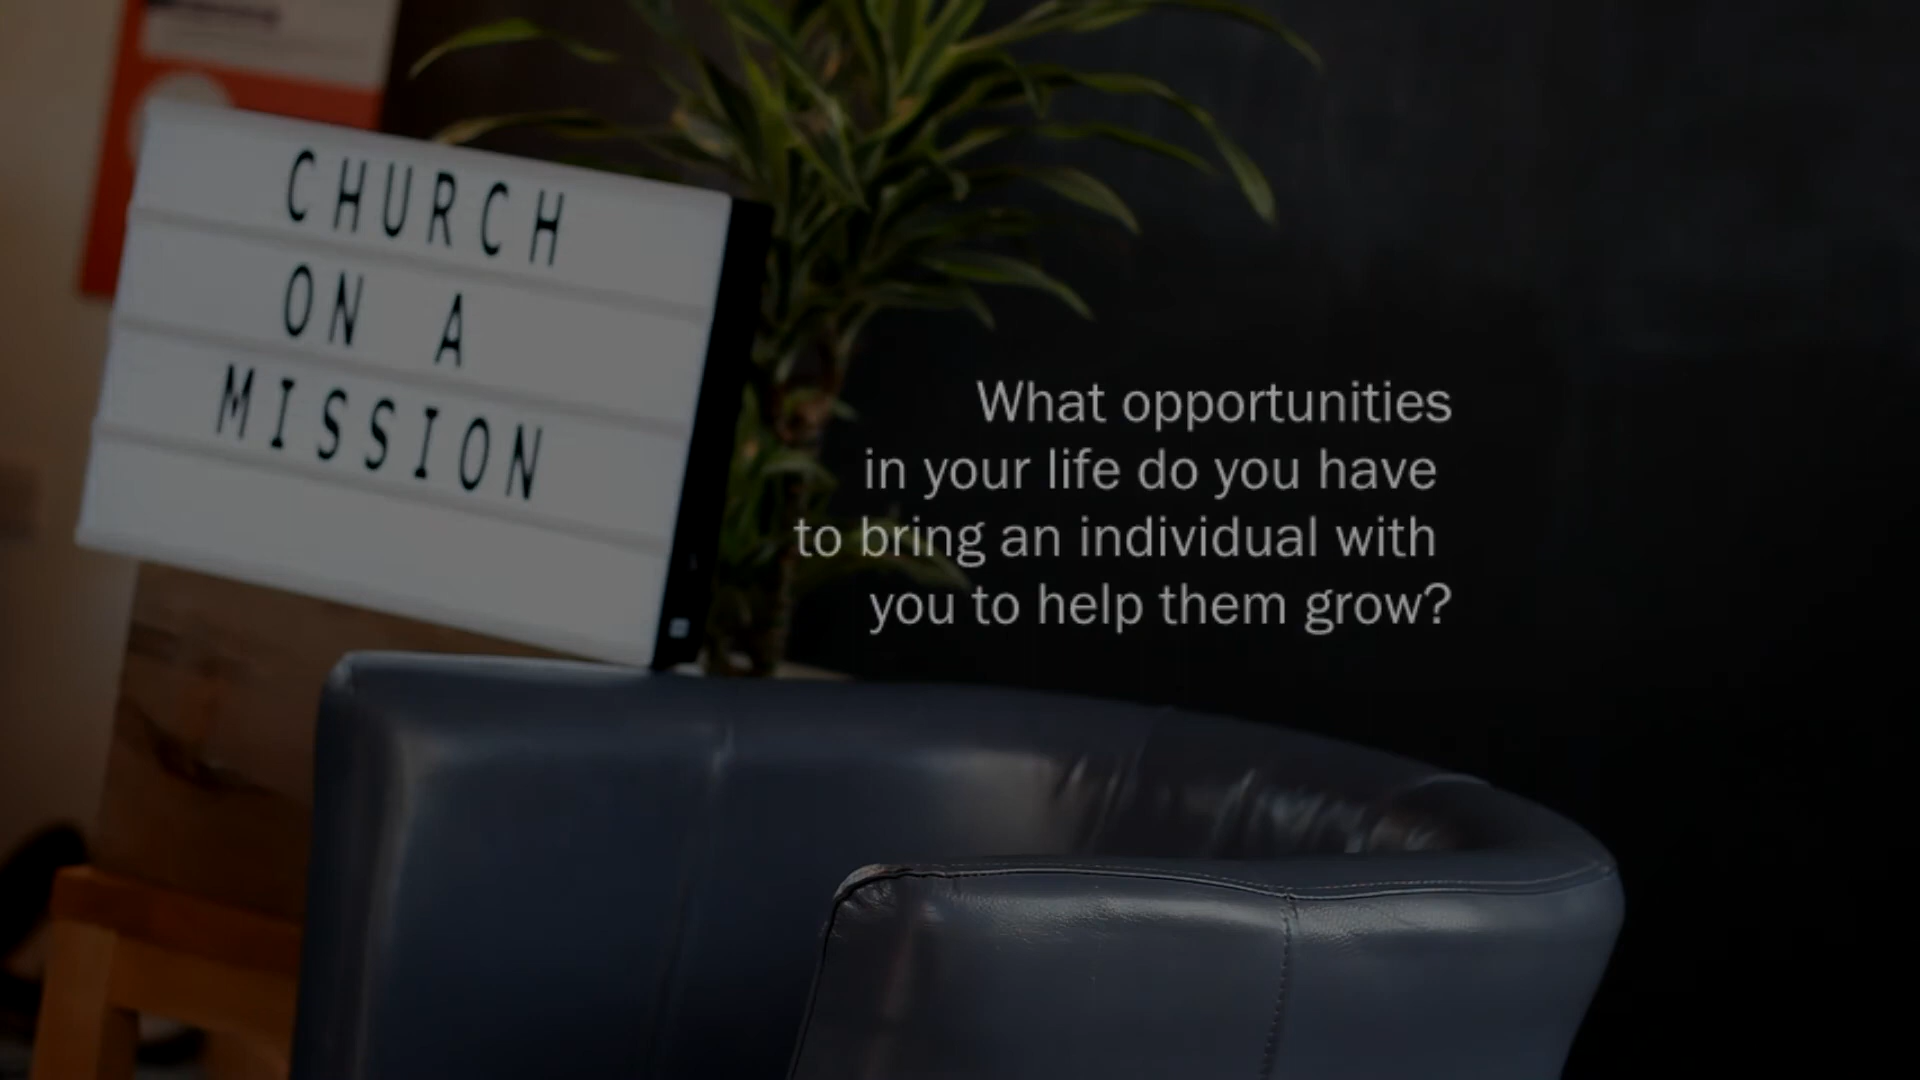 CHURCH
ON A
MISSION
What opportunities
in your life do you have
to bring an individual with
you to help them grow?